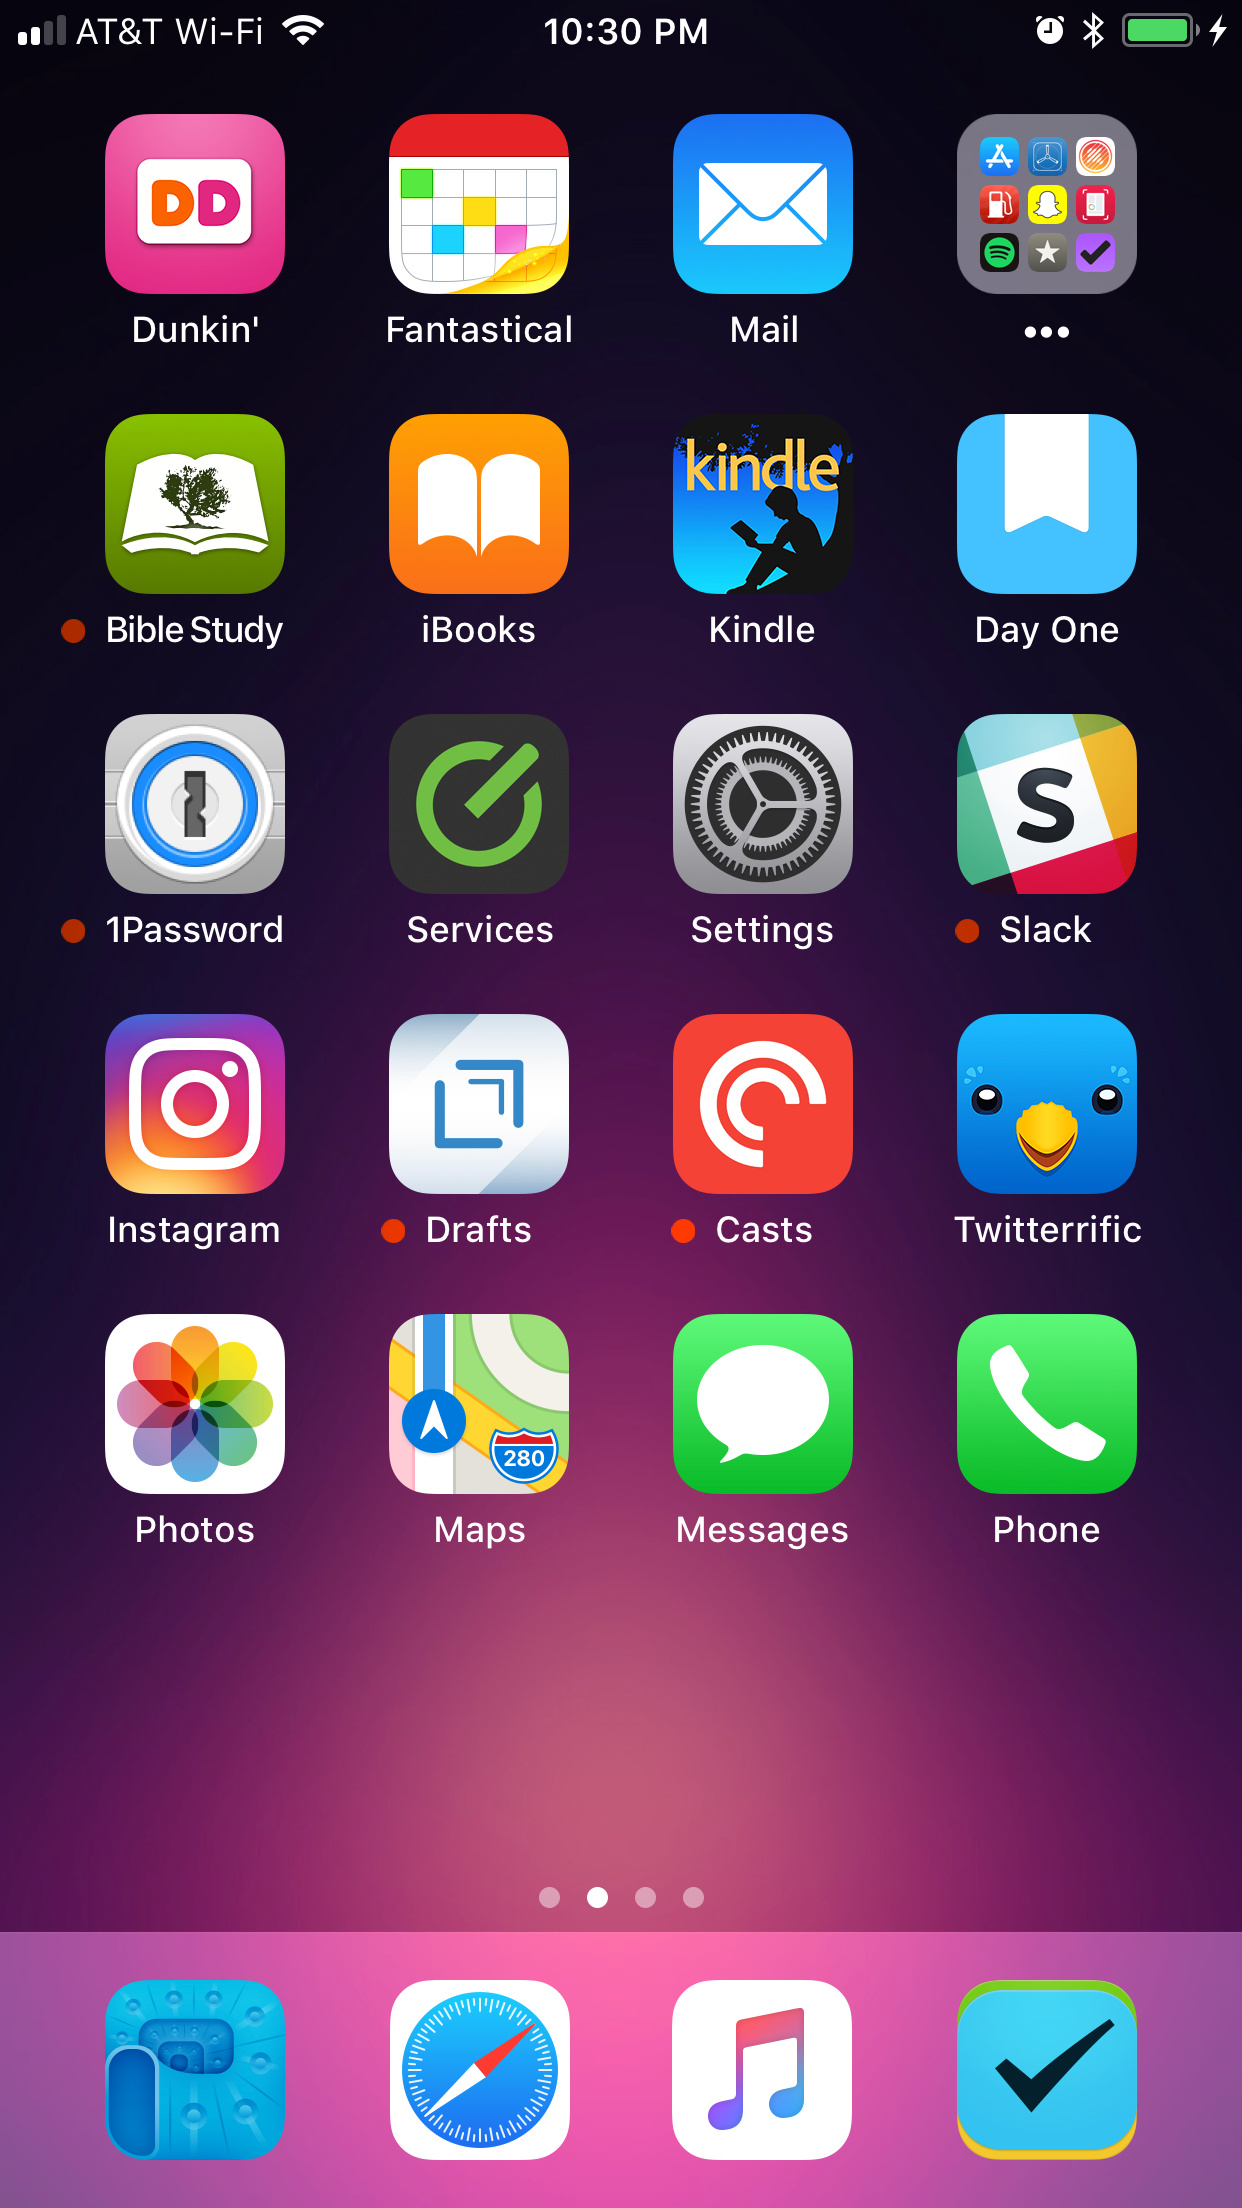 AT&T Wi-Fi 10:30 PM
DD
Dunkin' Fantastical Mail •••
kindle
Bible Study iBooks Kindle Day One
1 S
1Password Services Settings Slack
Instagram Drafts Casts Twitterrific
280
Photos Maps Messages Phone